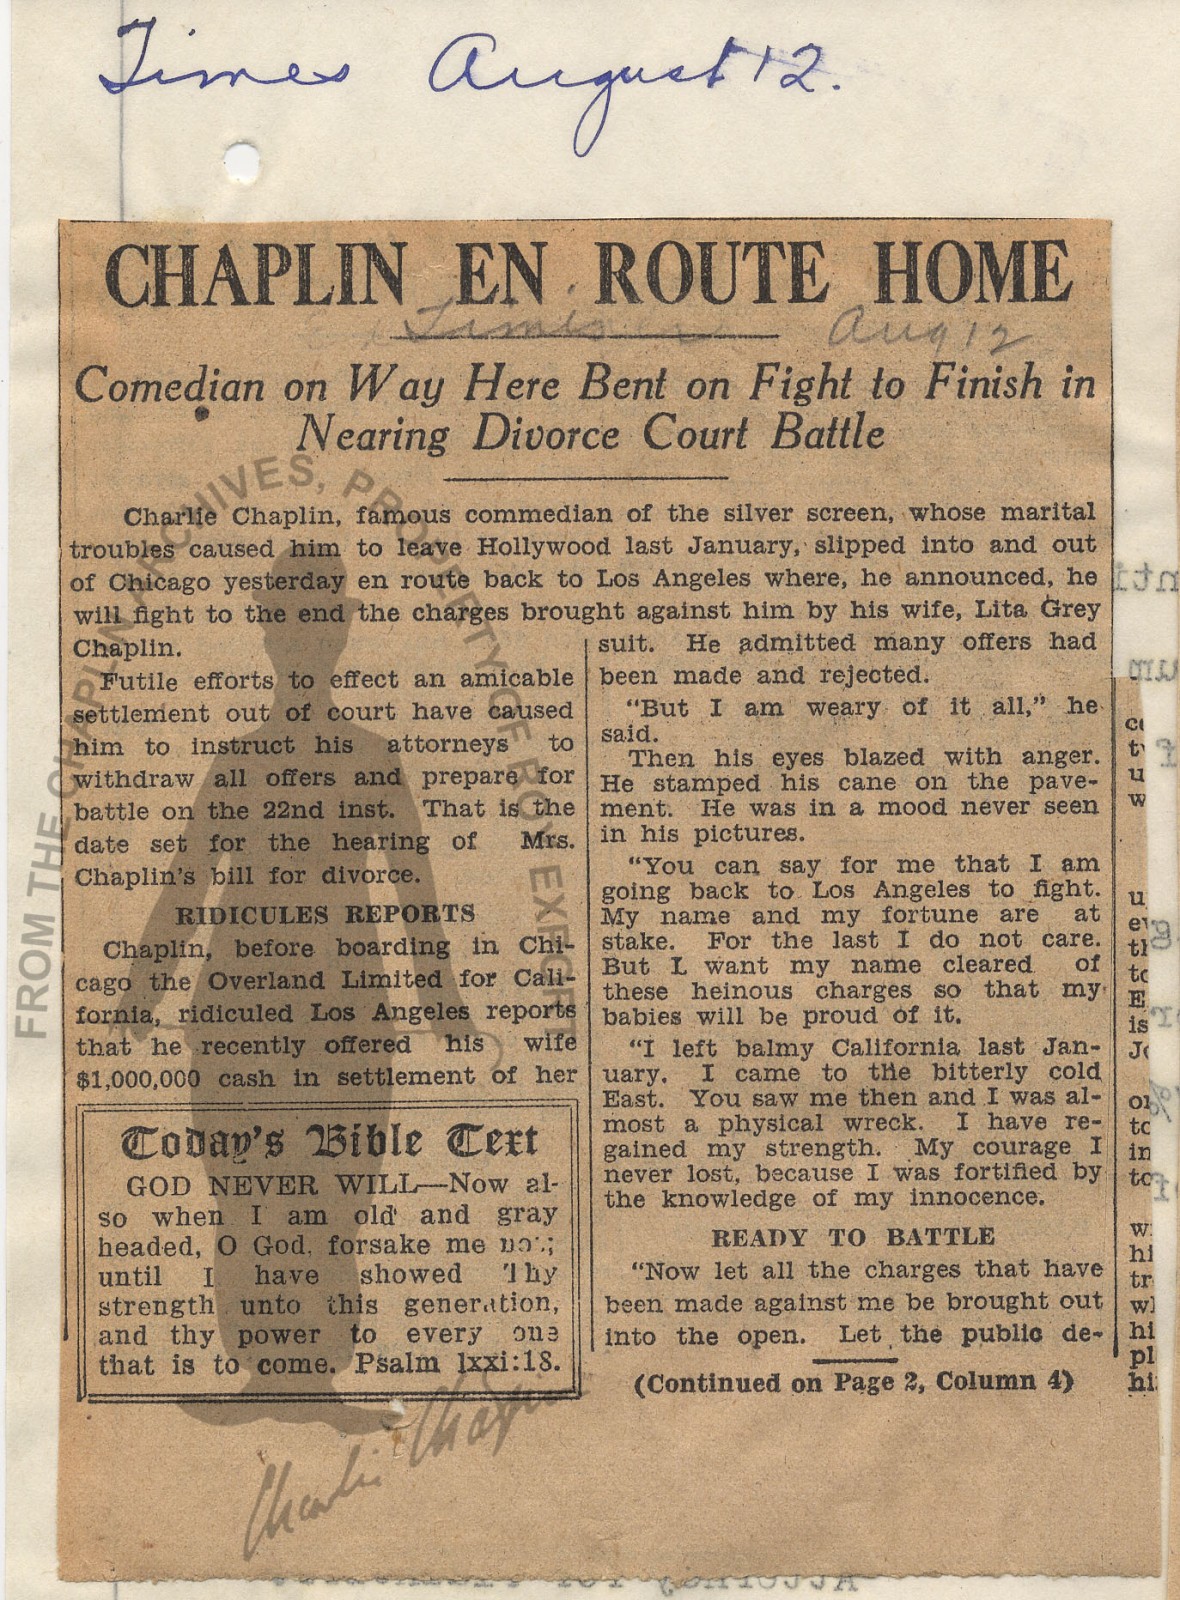 Times August 12.
CHAPLIN EN ROUTE HOME
Times Aug 12
Comedian on Way Here Bent on Fight to Finish in
Nearing Divorce Court Battle
Charlie Chaplin, famous commedian of the silver screen, whose marital
troubles caused him to leave Hollywood last January, slipped into and out
of Chicago yesterday en route back to Los Angeles where, he announced, he
will fight to the end the charges brought against him by his wife, Lita Grey
Chaplin.
Futile efforts to effect an amicable
settlement out of court have caused
him to instruct his attorneys to
withdraw all offers and prepare for
battle on the 22nd inst. That is the
date set for the hearing of Mrs.
Chaplin's bill for divorce.
RIDICULES REPORTS
Chaplin, before boarding in Chi-
cago the Overland Limited for Cali-
fornia, ridiculed Los Angeles reports
that he recently offered his wife
$1,000,000 cash in settlement of her
Today's Bible Text
GOD NEVER WILL—Now al-
so when I am old and gray
headed, O God, forsake me not;
until I have showed Thy
strength unto this generation,
and thy power to every one
that is to come. Psalm lxxi:18.
suit. He admitted many offers had
been made and rejected.
"But I am weary of it all," he
said.
Then his eyes blazed with anger.
He stamped his cane on the pave-
ment. He was in a mood never seen
in his pictures.
"You can say for me that I am
going back to Los Angeles to fight.
My name and my fortune are at
stake. For the last I do not care.
But I want my name cleared of
these heinous charges so that my
babies will be proud of it.
"I left balmy California last Jan-
uary. I came to the bitterly cold
East. You saw me then and I was al-
most a physical wreck. I have re-
gained my strength. My courage I
never lost, because I was fortified by
the knowledge of my innocence.
READY TO BATTLE
"Now let all the charges that have
been made against me be brought out
into the open. Let the public de-
(Continued on Page 2, Column 4)
Charlie Chaplin
FROM THE CHAPLIN ARCHIVES, PROPERTY OF ROY EXPORT